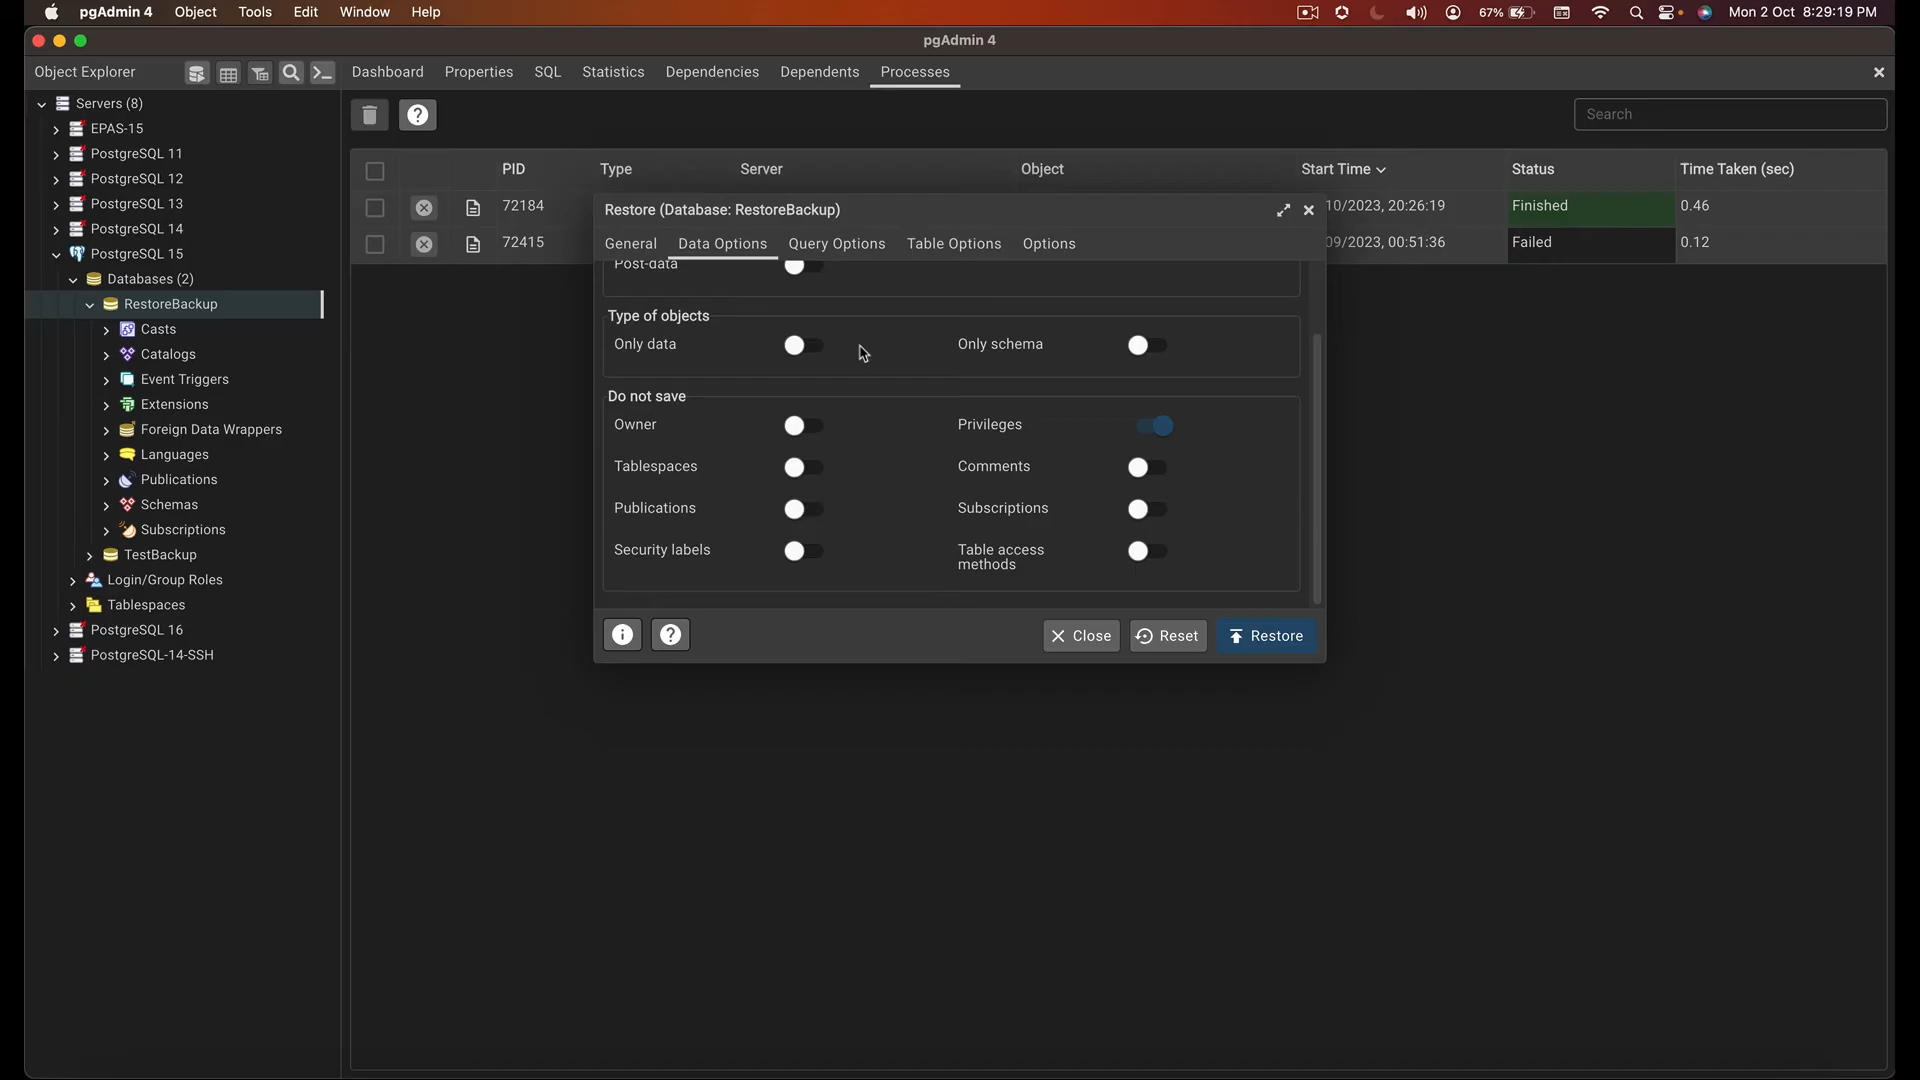 pgAdmin 4 Object Tools Edit Window Help 67% Mon 2 Oct 8:29:19 PM
pgAdmin 4
Object Explorer Dashboard Properties SQL Statistics Dependencies Dependents Processes
Servers (8)
EPAS-15
PostgreSQL 11
PostgreSQL 12
PostgreSQL 13
PostgreSQL 14
PostgreSQL 15
Databases (2)
RestoreBackup
Casts
Catalogs
Event Triggers
Extensions
Foreign Data Wrappers
Languages
Publications
Schemas
Subscriptions
TestBackup
Login/Group Roles
Tablespaces
PostgreSQL 16
PostgreSQL-14-SSH
Search
PID Type Server Object Start Time Status Time Taken (sec)
72184 10/2023, 20:26:19 Finished 0.46
72415 09/2023, 00:51:36 Failed 0.12
Restore (Database: RestoreBackup)
General Data Options Query Options Table Options Options
Post-data
Type of objects
Only data Only schema
Do not save
Owner Privileges
Tablespaces Comments
Publications Subscriptions
Security labels Table access
methods
Close Reset Restore